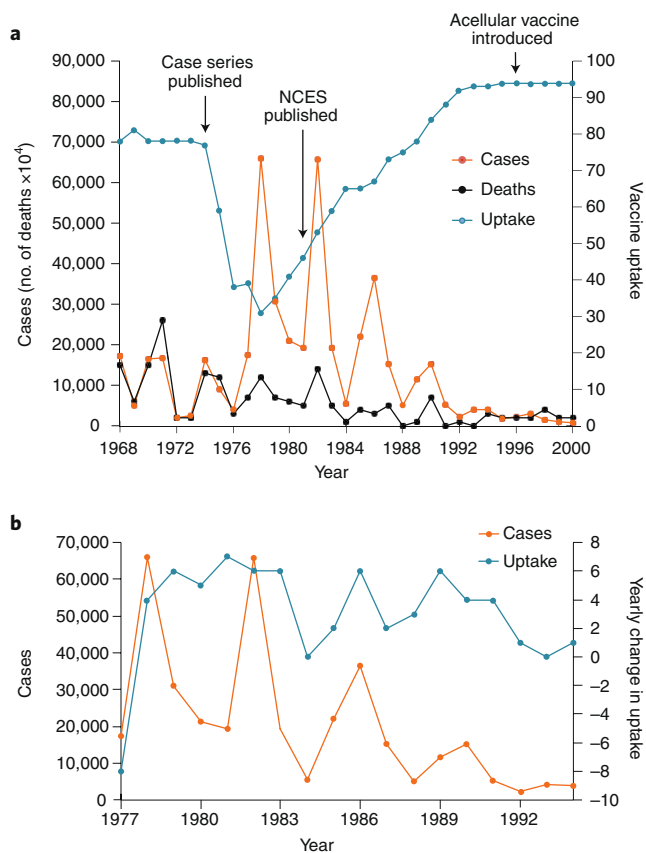 a
Acellular vaccine
introduced
Case series
published
NCES
published
90,000
80,000
70,000
60,000
50,000
40,000
30,000
20,000
10,000
0
Cases (no. of deaths ×10⁴)
100
90
80
70
60
50
40
30
20
10
0
Vaccine uptake
Cases
Deaths
Uptake
1968 1972 1976 1980 1984 1988 1992 1996 2000
Year
b
Cases
Uptake
70,000
60,000
50,000
40,000
30,000
20,000
10,000
0
Cases
8
6
4
2
0
−2
−4
−6
−8
−10
Yearly change in uptake
1977 1980 1983 1986 1989 1992
Year